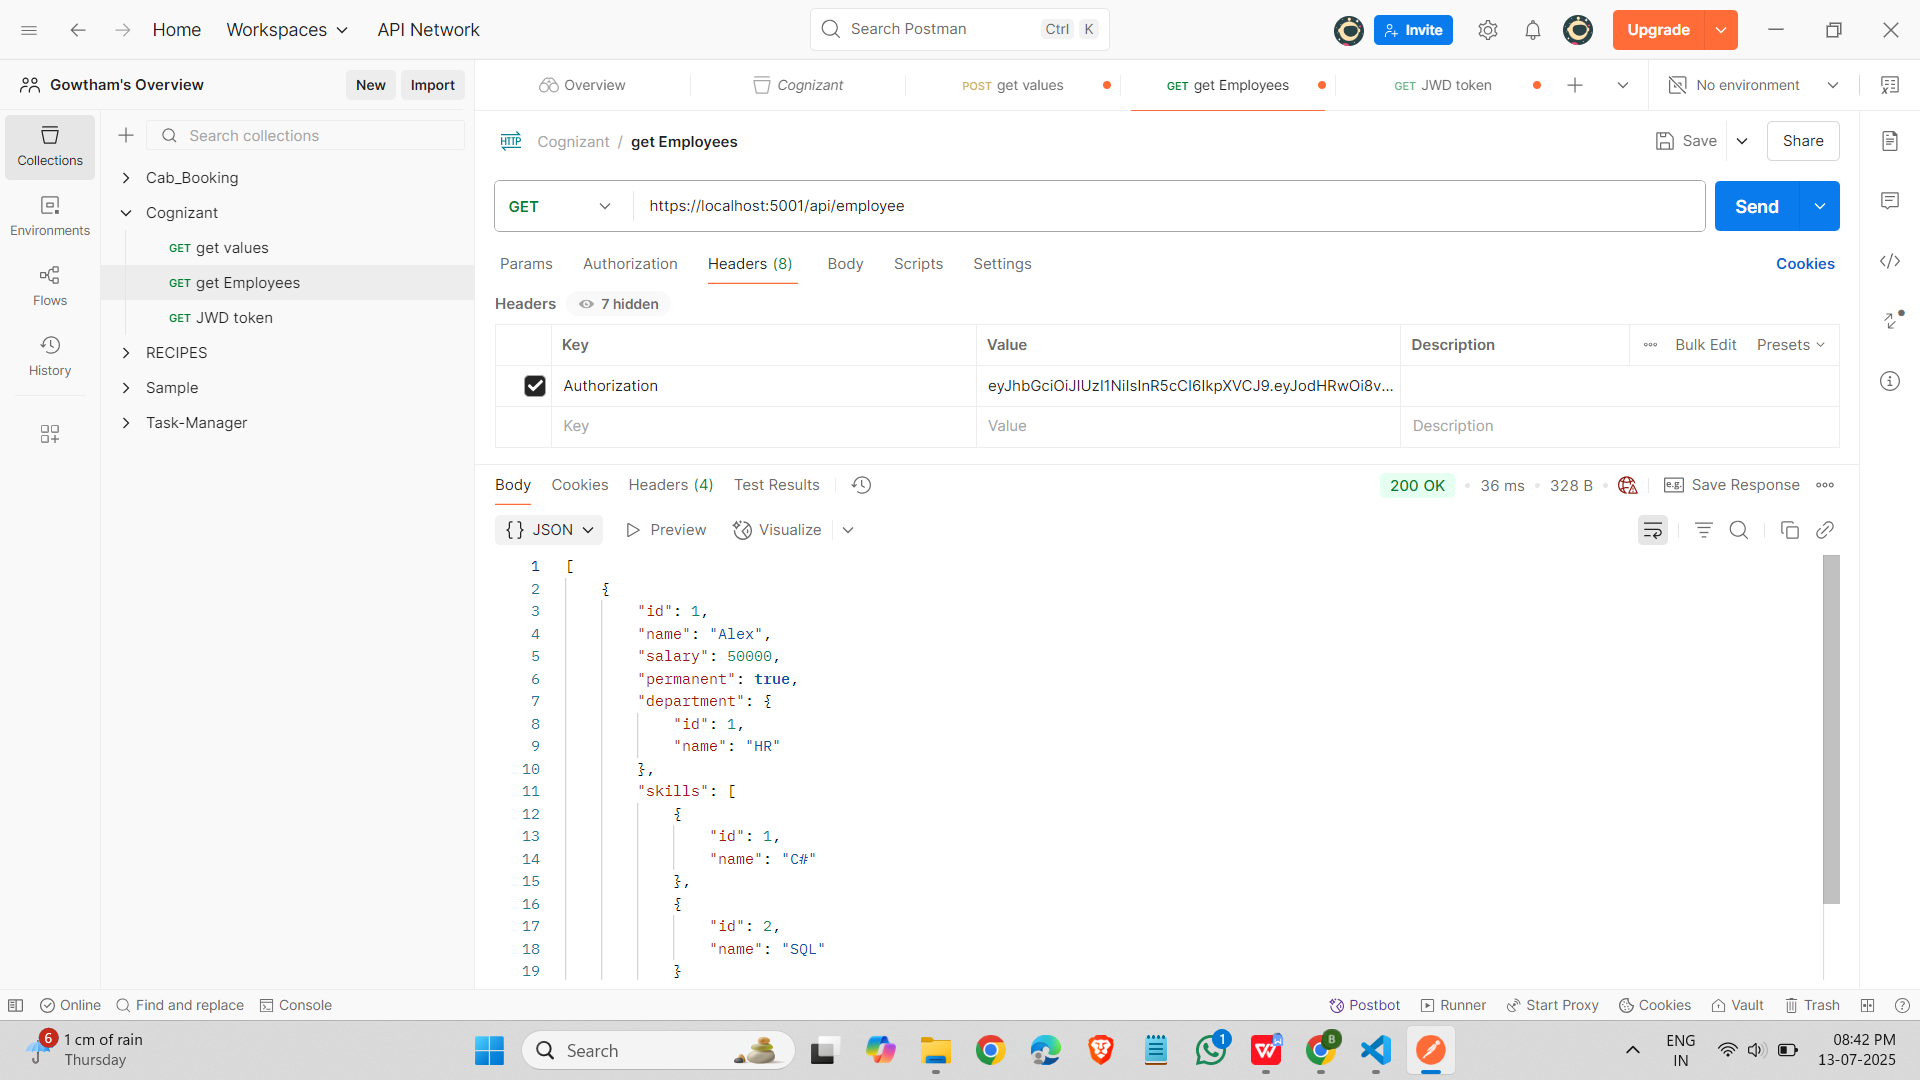 Home
Workspaces
API Network
Search Postman
Ctrl
K
Invite
Upgrade
Gowtham's Overview
New
Import
Overview
Cognizant
POST get values
GET get Employees
GET JWD token
No environment
Collections
Environments
Flows
History
Search collections
Cab_Booking
Cognizant
GET get values
GET get Employees
GET JWD token
RECIPES
Sample
Task-Manager
HTTP
Cognizant / get Employees
Save
Share
GET
https://localhost:5001/api/employee
Send
Params
Authorization
Headers (8)
Body
Scripts
Settings
Cookies
Headers
7 hidden
Key
Value
Description
Bulk Edit
Presets
Authorization
eyJhbGciOiJIUzI1NiIsInR5cCI6IkpXVCJ9.eyJodHRwOi8v...
Key
Value
Description
Body
Cookies
Headers (4)
Test Results
200 OK
36 ms
328 B
e.g.
Save Response
{} JSON
Preview
Visualize
1 [
2 {
3 "id": 1,
4 "name": "Alex",
5 "salary": 50000,
6 "permanent": true,
7 "department": {
8 "id": 1,
9 "name": "HR"
10 },
11 "skills": [
12 {
13 "id": 1,
14 "name": "C#"
15 },
16 {
17 "id": 2,
18 "name": "SQL"
19 }
Online
Find and replace
Console
Postbot
Runner
Start Proxy
Cookies
Vault
Trash
6
1 cm of rain
Thursday
Search
1
W
B
ENG
IN
08:42 PM
13-07-2025